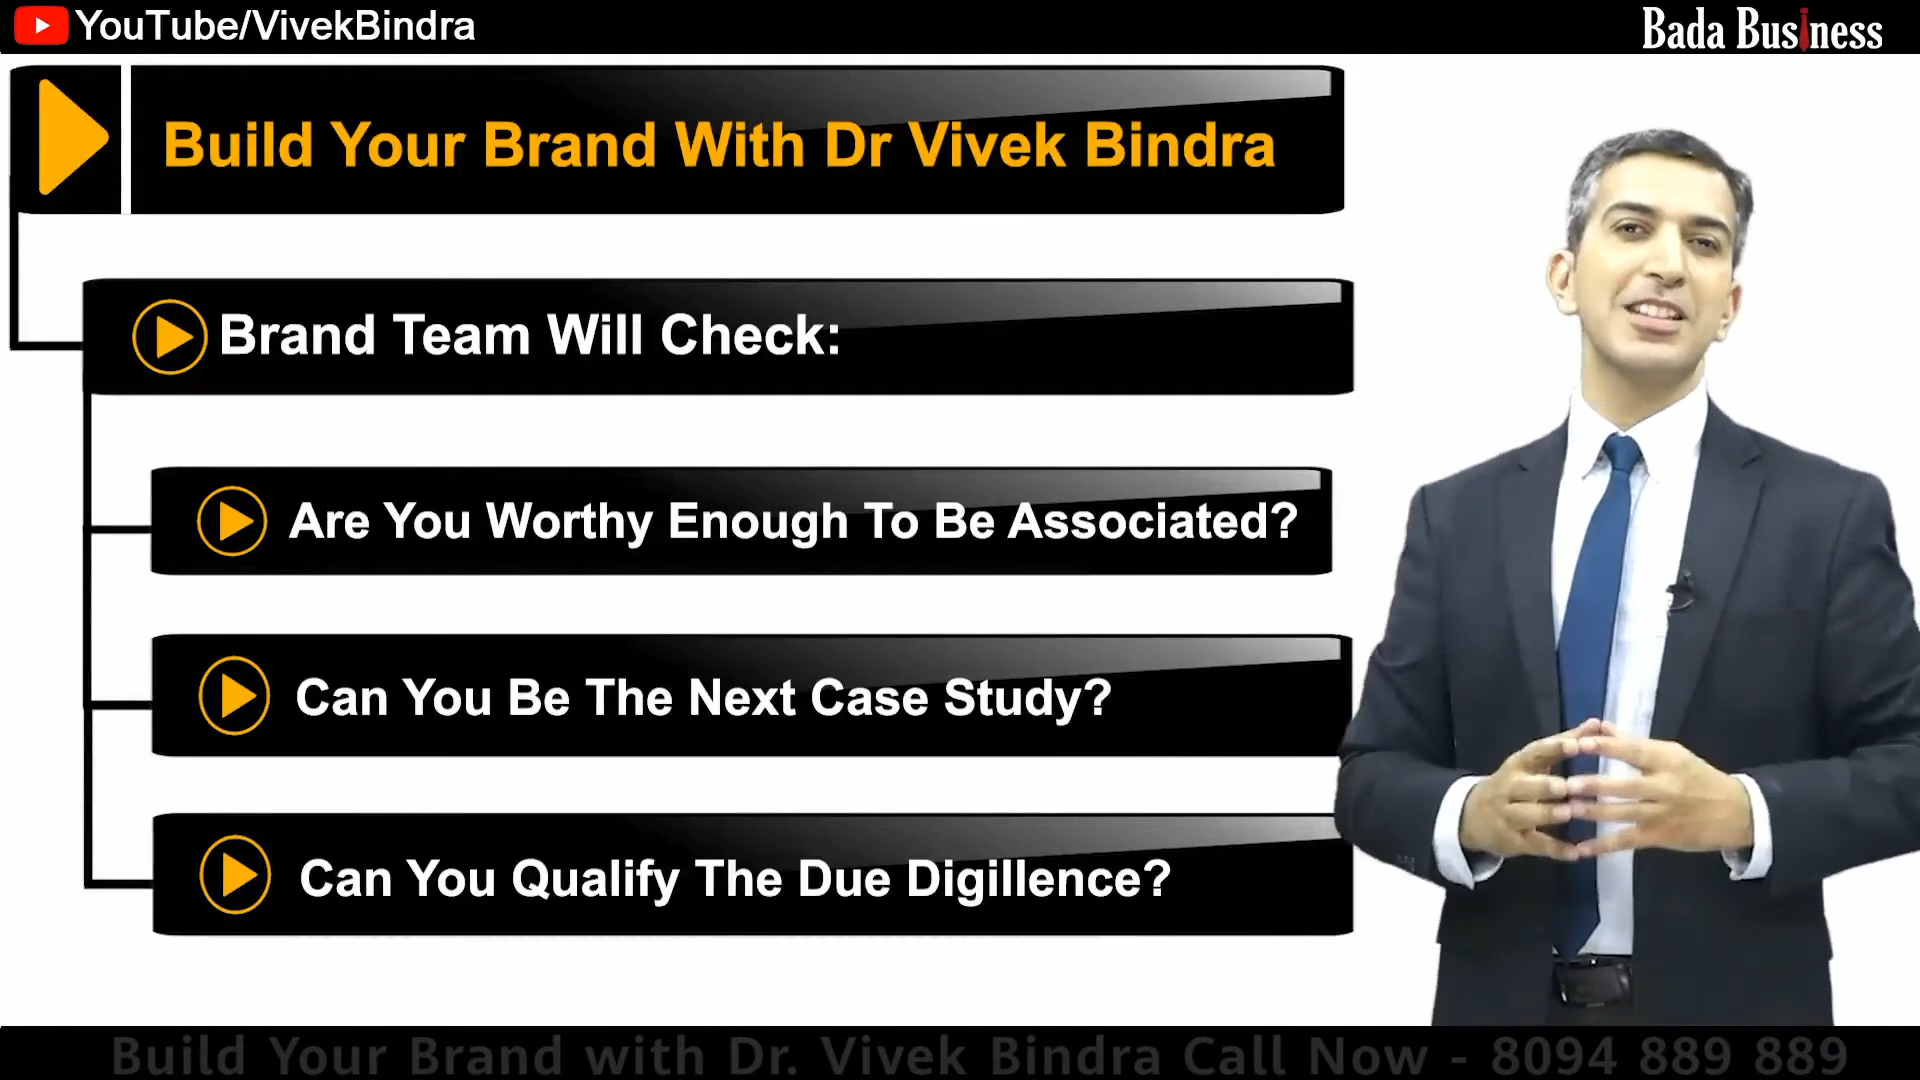 YouTube/VivekBindra
Bada Business
Build Your Brand With Dr Vivek Bindra
Brand Team Will Check:
Are You Worthy Enough To Be Associated?
Can You Be The Next Case Study?
Can You Qualify The Due Digillence?
Build Your Brand with Dr. Vivek Bindra Call Now - 8094 889 889